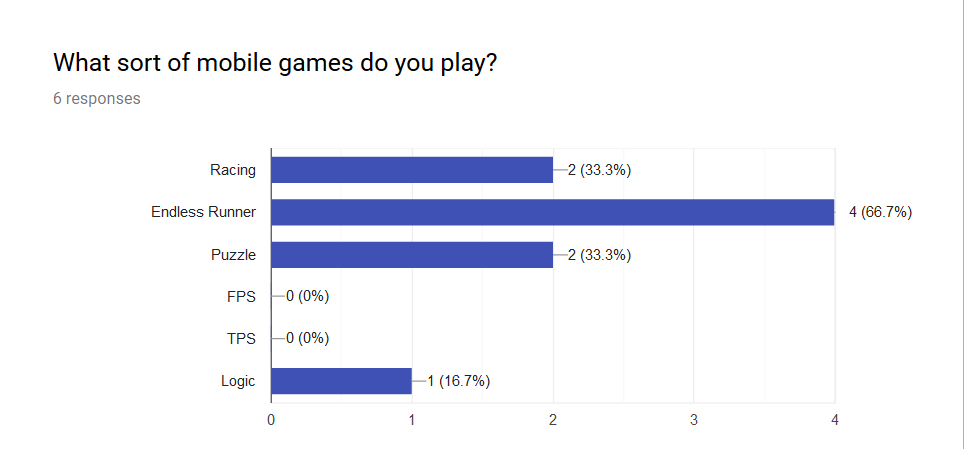 What sort of mobile games do you play?
6 responses
Racing 2 (33.3%)
Endless Runner 4 (66.7%)
Puzzle 2 (33.3%)
FPS 0 (0%)
TPS 0 (0%)
Logic 1 (16.7%)
0 1 2 3 4